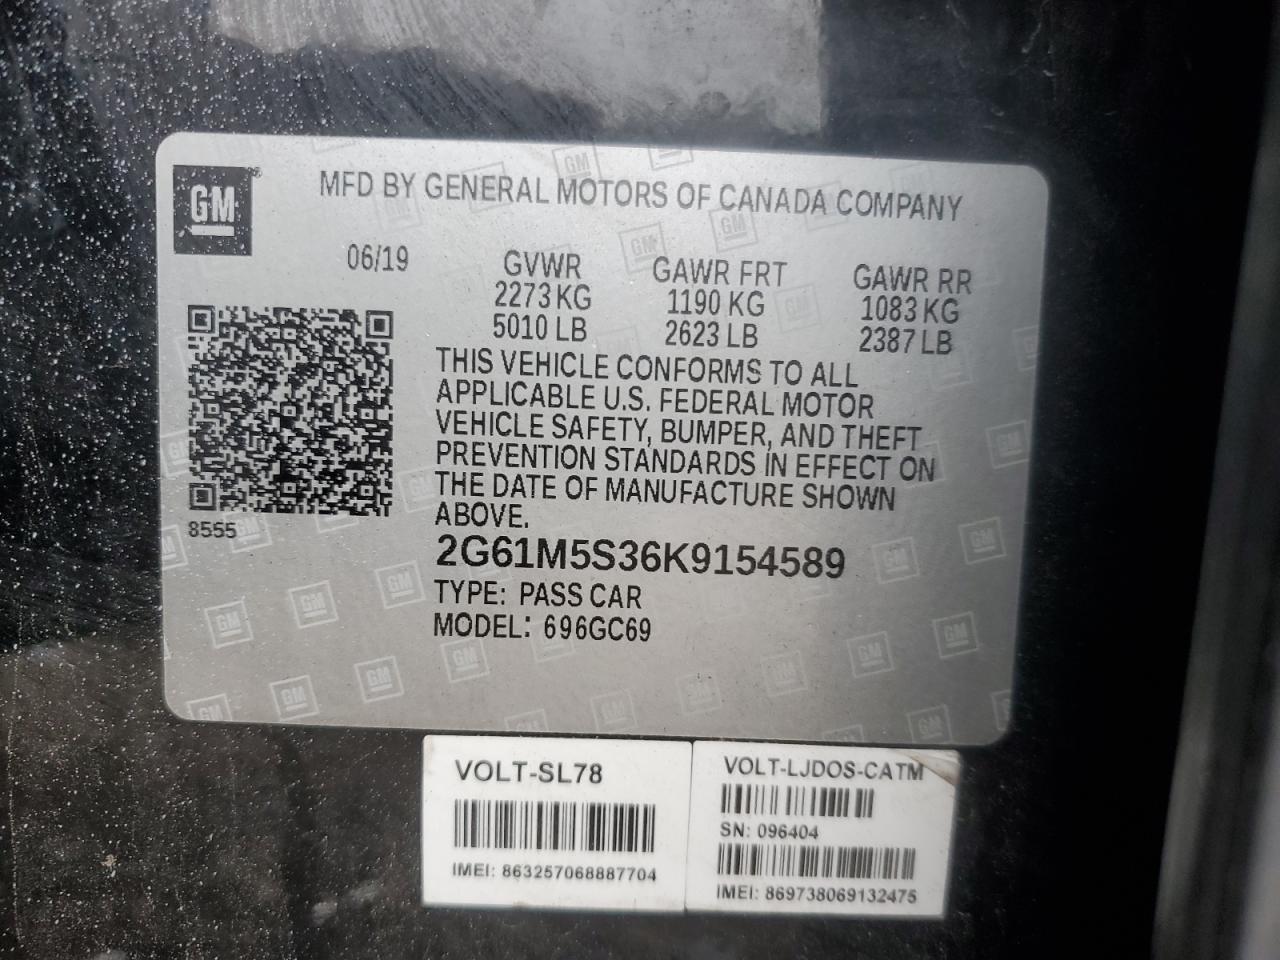 GM
MFD BY GENERAL MOTORS OF CANADA COMPANY
06/19
GVWR GAWR FRT GAWR RR
2273 KG 1190 KG 1083 KG
5010 LB 2623 LB 2387 LB
THIS VEHICLE CONFORMS TO ALL
APPLICABLE U.S. FEDERAL MOTOR
VEHICLE SAFETY, BUMPER, AND THEFT
PREVENTION STANDARDS IN EFFECT ON
THE DATE OF MANUFACTURE SHOWN
ABOVE.
8555
2G61M5S36K9154589
TYPE: PASS CAR
MODEL: 696GC69
VOLT-SL78
IMEI: 863257068887704
VOLT-LJDOS-CATM
SN: 096404
IMEI: 869738069132475